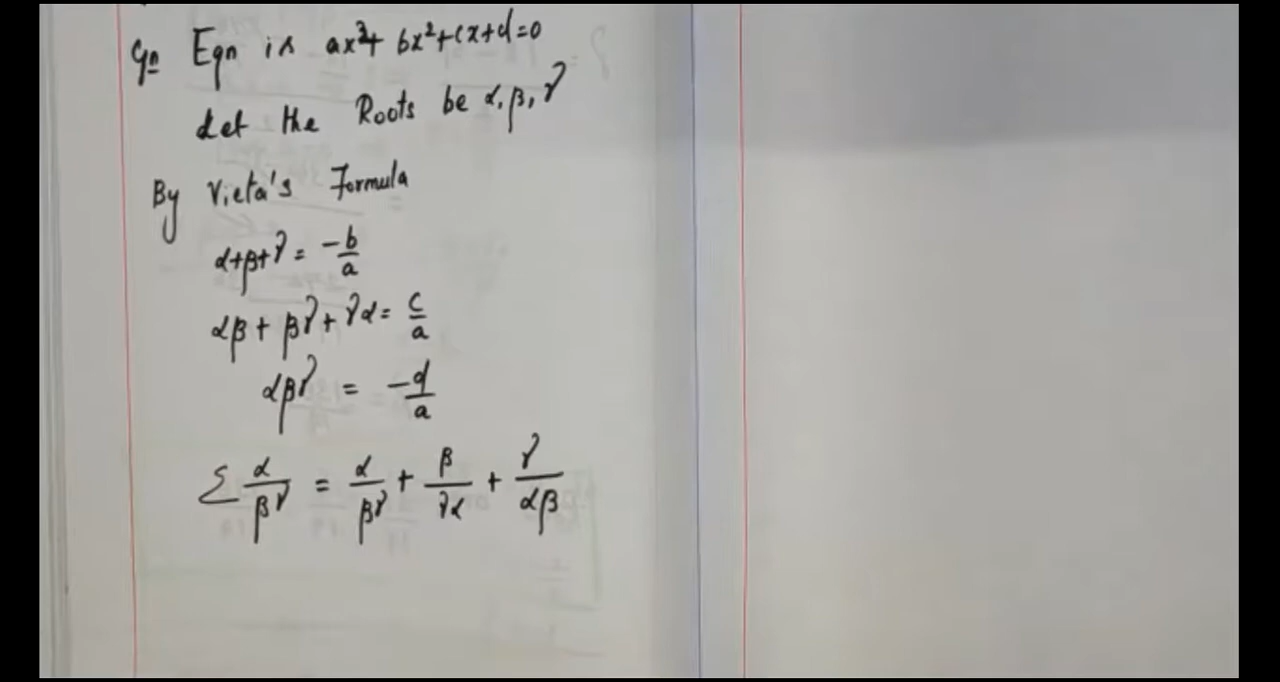 Gn Eqn is ax³+ bx²+cx+d=0
Let the Roots be α, β, γ
By Vieta's Formula
α+β+γ = -b/a
αβ + βγ + γα = c/a
αβγ = -d/a
Σ α/βγ = α/βγ + β/γα + γ/αβ